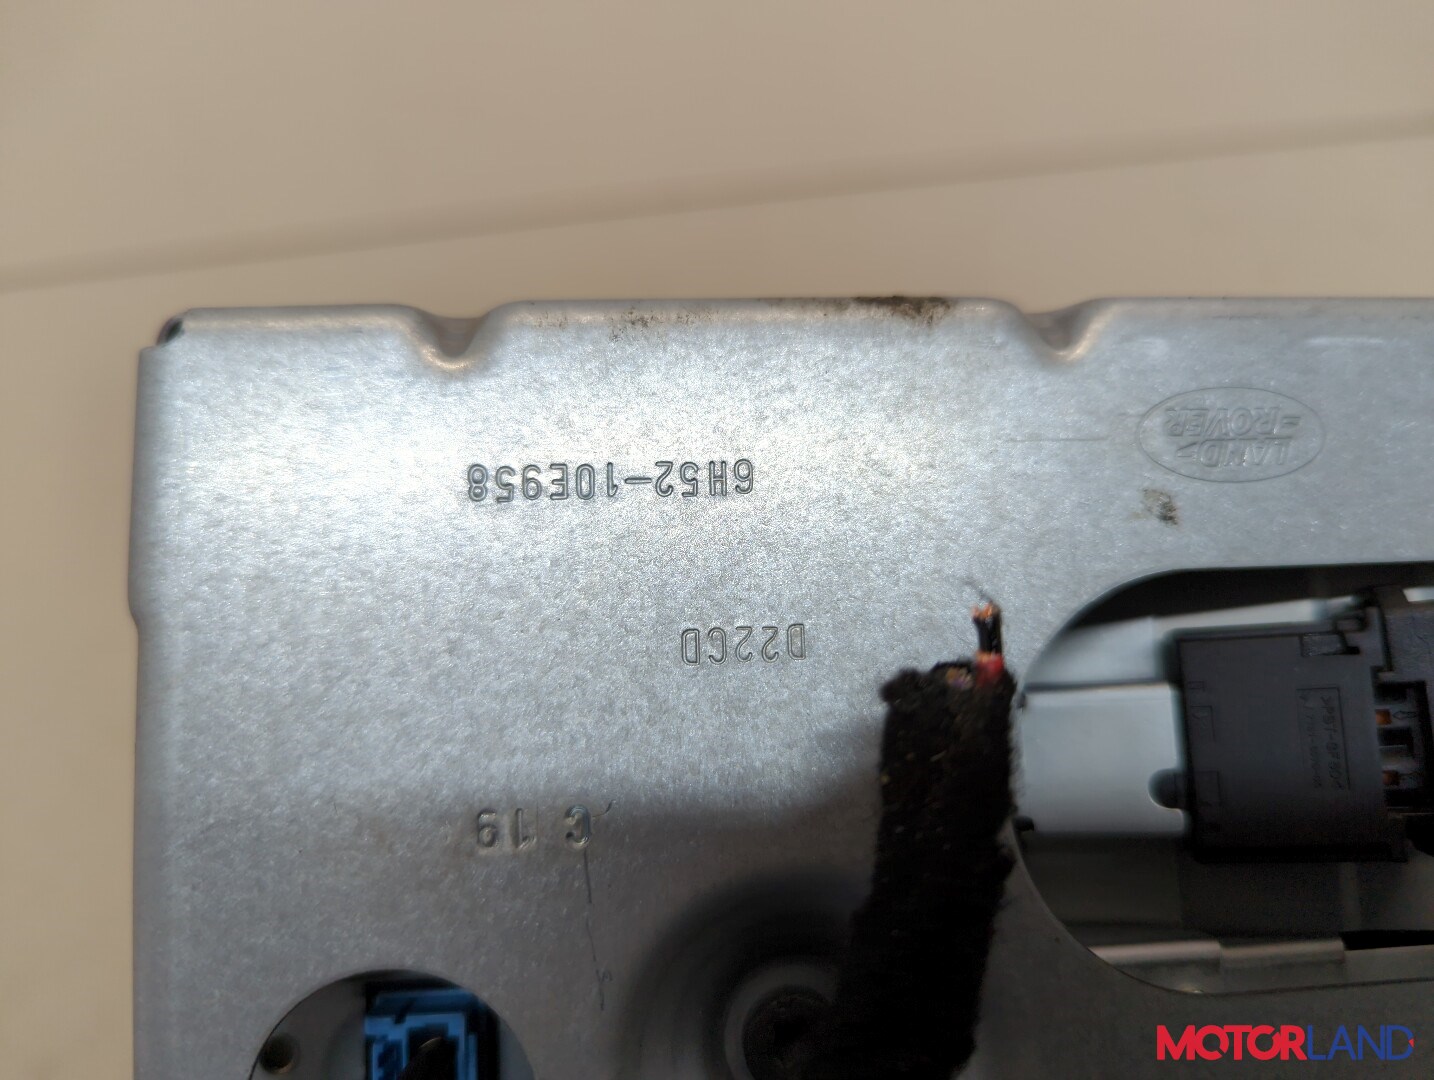 LAND-
-ROVER
6H52-10E958
D22CD
C 19
MOTORLAND